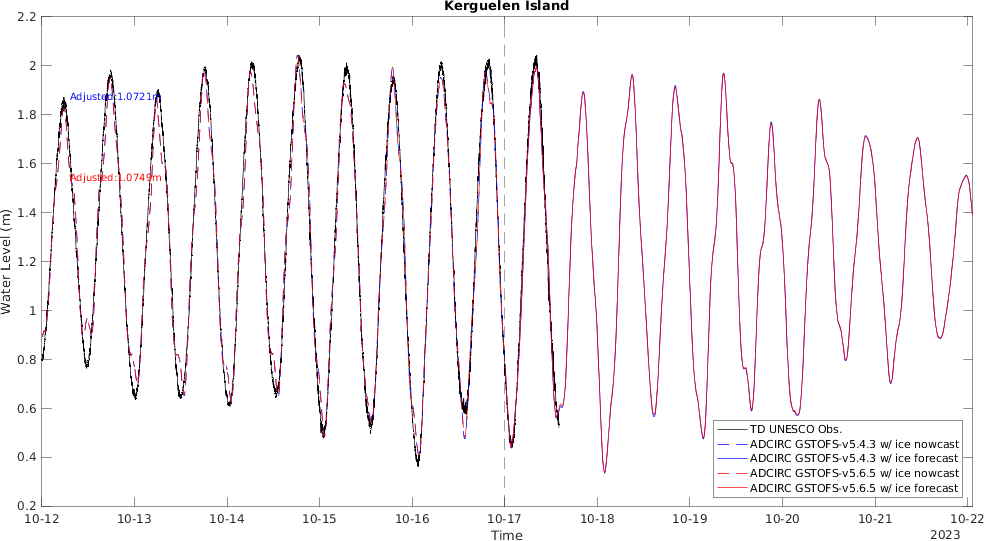 Kerguelen Island
2.2
2
1.8
1.6
1.4
1.2
1
0.8
0.6
0.4
0.2
Water Level (m)
Adjusted:1.0721m
Adjusted:1.0749m
TD UNESCO Obs.
ADCIRC GSTOFS-v5.4.3 w/ ice nowcast
ADCIRC GSTOFS-v5.4.3 w/ ice forecast
ADCIRC GSTOFS-v5.6.5 w/ ice nowcast
ADCIRC GSTOFS-v5.6.5 w/ ice forecast
10-12 10-13 10-14 10-15 10-16 10-17 10-18 10-19 10-20 10-21 10-22
Time
2023